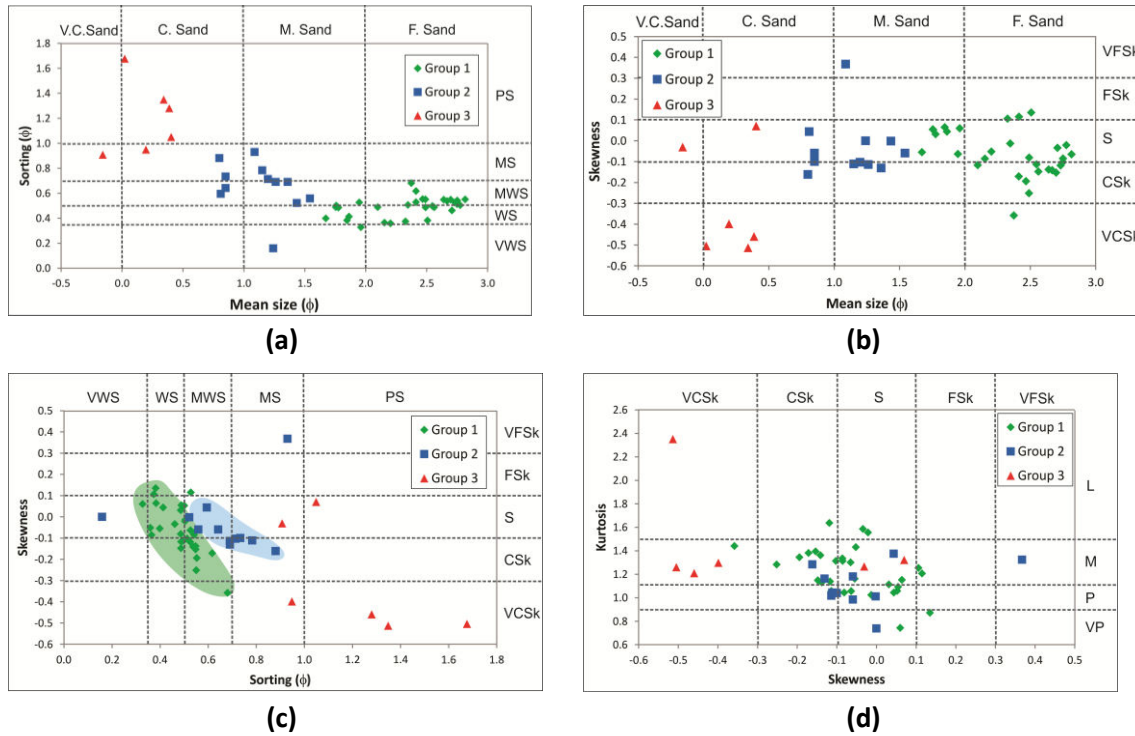 V.C.Sand C. Sand M. Sand F. Sand
1.8
1.6
1.4
1.2
1.0
0.8
0.6
0.4
0.2
0.0
Sorting (ϕ)
Group 1
Group 2
Group 3
PS
MS
MWS
WS
VWS
-0.5 0.0 0.5 1.0 1.5 2.0 2.5 3.0
Mean size (ϕ)
(a)
V.C.Sand C. Sand M. Sand F. Sand
0.5
0.4
0.3
0.2
0.1
0.0
-0.1
-0.2
-0.3
-0.4
-0.5
-0.6
Skewness
Group 1
Group 2
Group 3
VFSk
FSk
S
CSk
VCSk
-0.5 0.0 0.5 1.0 1.5 2.0 2.5 3.0
Mean size (ϕ)
(b)
VWS WS MWS MS PS
0.5
0.4
0.3
0.2
0.1
0.0
-0.1
-0.2
-0.3
-0.4
-0.5
-0.6
Skewness
Group 1
Group 2
Group 3
VFSk
FSk
S
CSk
VCSk
0.0 0.2 0.4 0.6 0.8 1.0 1.2 1.4 1.6 1.8
Sorting (ϕ)
(c)
VCSk CSk S FSk VFSk
2.6
2.4
2.2
2.0
1.8
1.6
1.4
1.2
1.0
0.8
0.6
Kurtosis
Group 1
Group 2
Group 3
L
M
P
VP
-0.6 -0.5 -0.4 -0.3 -0.2 -0.1 0.0 0.1 0.2 0.3 0.4 0.5
Skewness
(d)